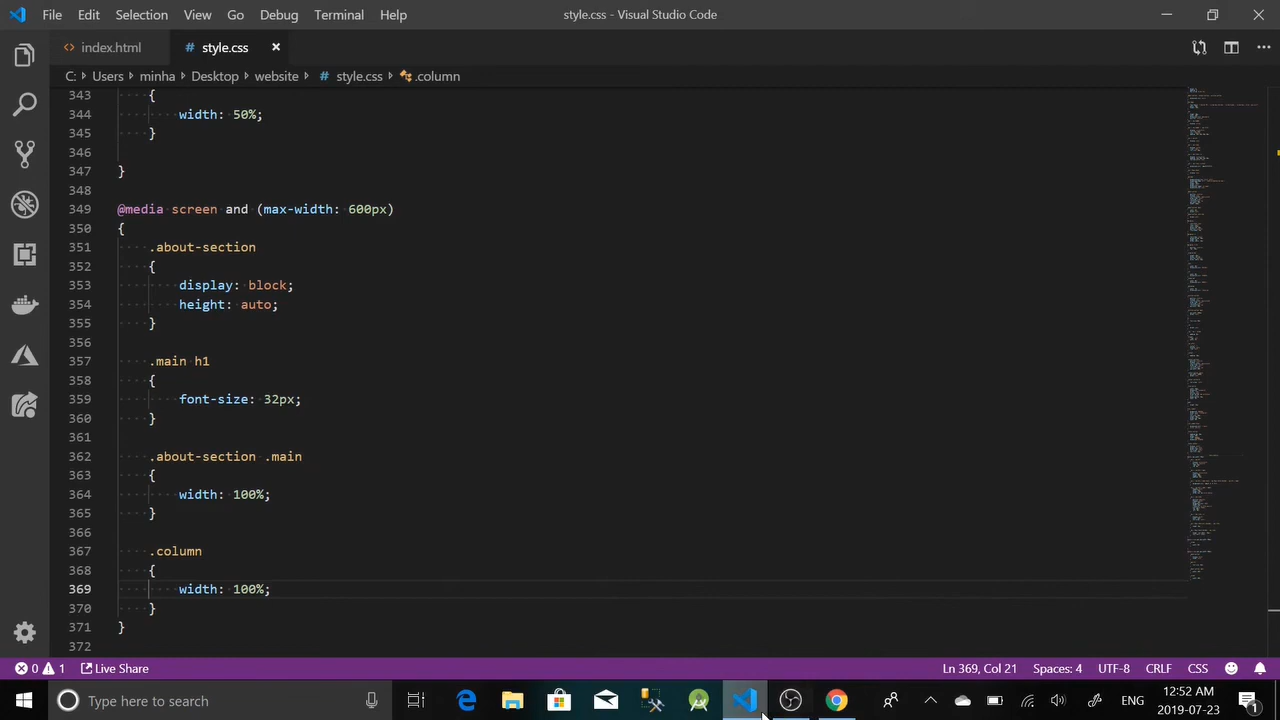 File Edit Selection View Go Debug Terminal Help style.css - Visual Studio Code
<> index.html # style.css ×
C: › Users › minha › Desktop › website › # style.css › .column
343 {
344 width: 50%;
345 }
346
347 }
348
349 @media screen and (max-width: 600px)
350 {
351 .about-section
352 {
353 display: block;
354 height: auto;
355 }
356
357 .main h1
358 {
359 font-size: 32px;
360 }
361
362 .about-section .main
363 {
364 width: 100%;
365 }
366
367 .column
368 {
369 width: 100%;
370 }
371 }
372
0 1 Live Share Ln 369, Col 21 Spaces: 4 UTF-8 CRLF CSS
Type here to search ENG 12:52 AM
2019-07-23 1